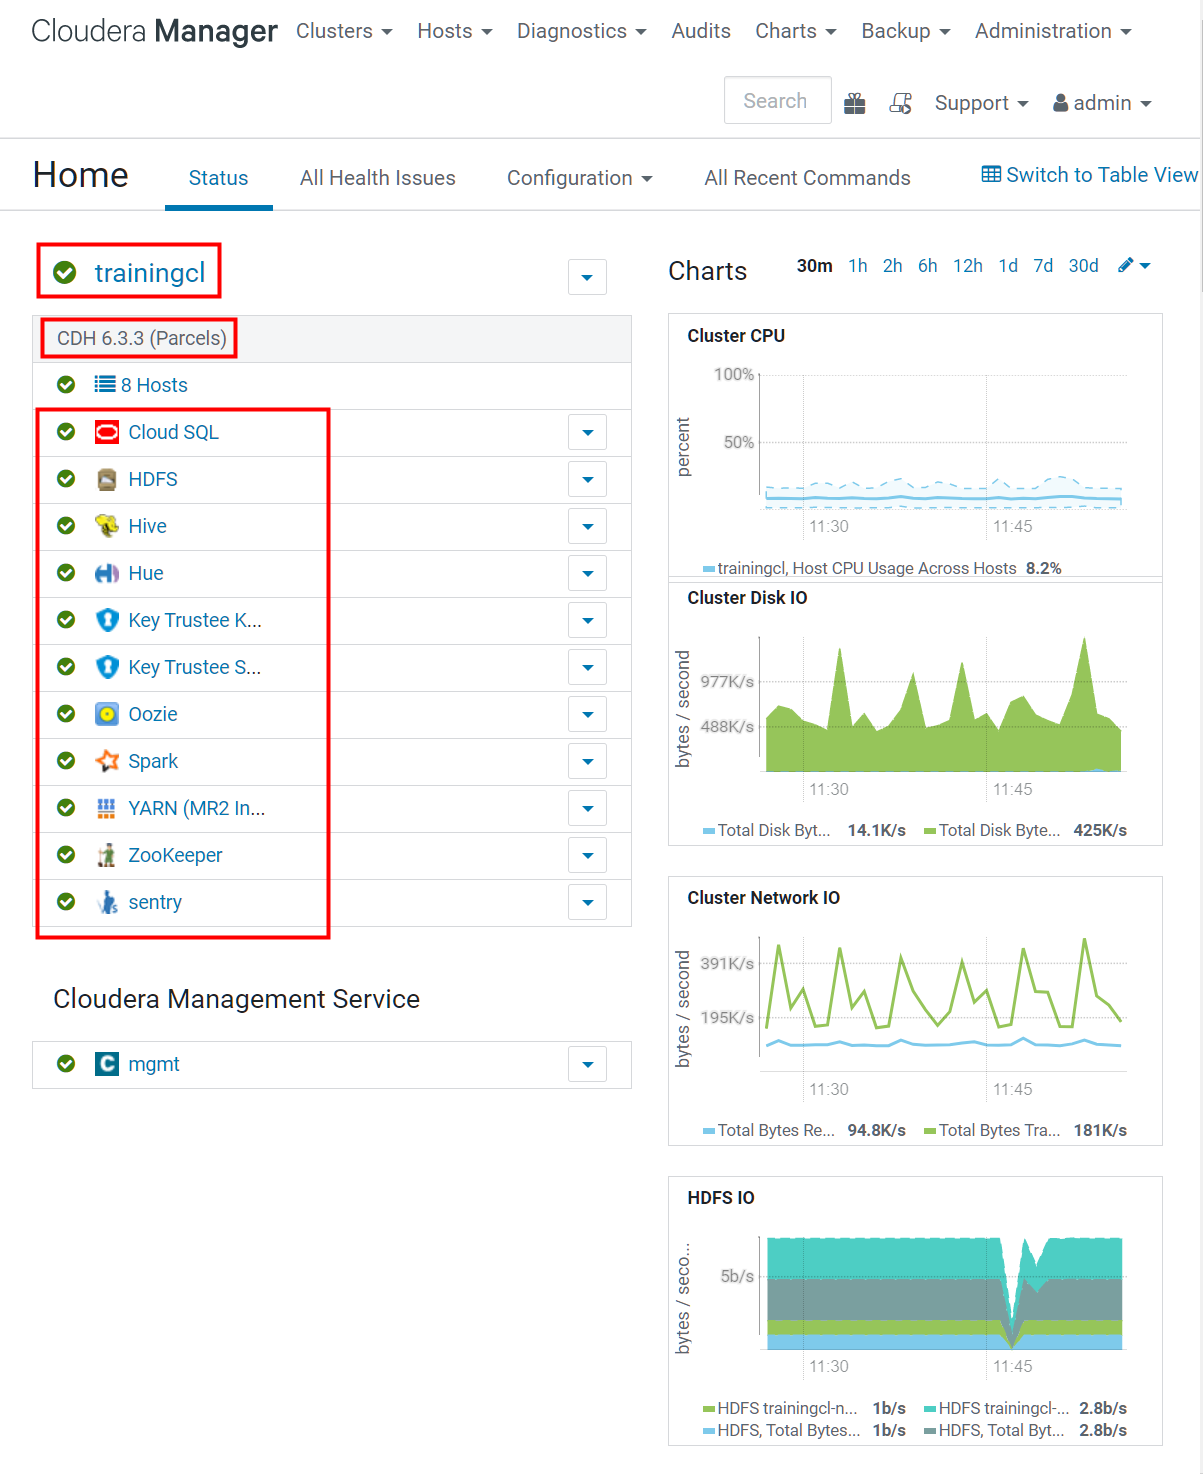 Cloudera Manager Clusters Hosts Diagnostics Audits Charts Backup Administration
Search Support admin
Home Status All Health Issues Configuration All Recent Commands Switch to Table View
trainingcl
CDH 6.3.3 (Parcels)
8 Hosts
Cloud SQL
HDFS
Hive
Hue
Key Trustee K...
Key Trustee S...
Oozie
Spark
YARN (MR2 In...
ZooKeeper
sentry
Cloudera Management Service
C mgmt
Charts 30m 1h 2h 6h 12h 1d 7d 30d
Cluster CPU
percent
100%
50%
11:30 11:45
trainingcl, Host CPU Usage Across Hosts 8.2%
Cluster Disk IO
bytes / second
977K/s
488K/s
11:30 11:45
Total Disk Byt... 14.1K/s Total Disk Byte... 425K/s
Cluster Network IO
bytes / second
391K/s
195K/s
11:30 11:45
Total Bytes Re... 94.8K/s Total Bytes Tra... 181K/s
HDFS IO
bytes / seco...
5b/s
11:30 11:45
HDFS trainingcl-n... 1b/s HDFS trainingcl-... 2.8b/s
HDFS, Total Bytes... 1b/s HDFS, Total Byt... 2.8b/s